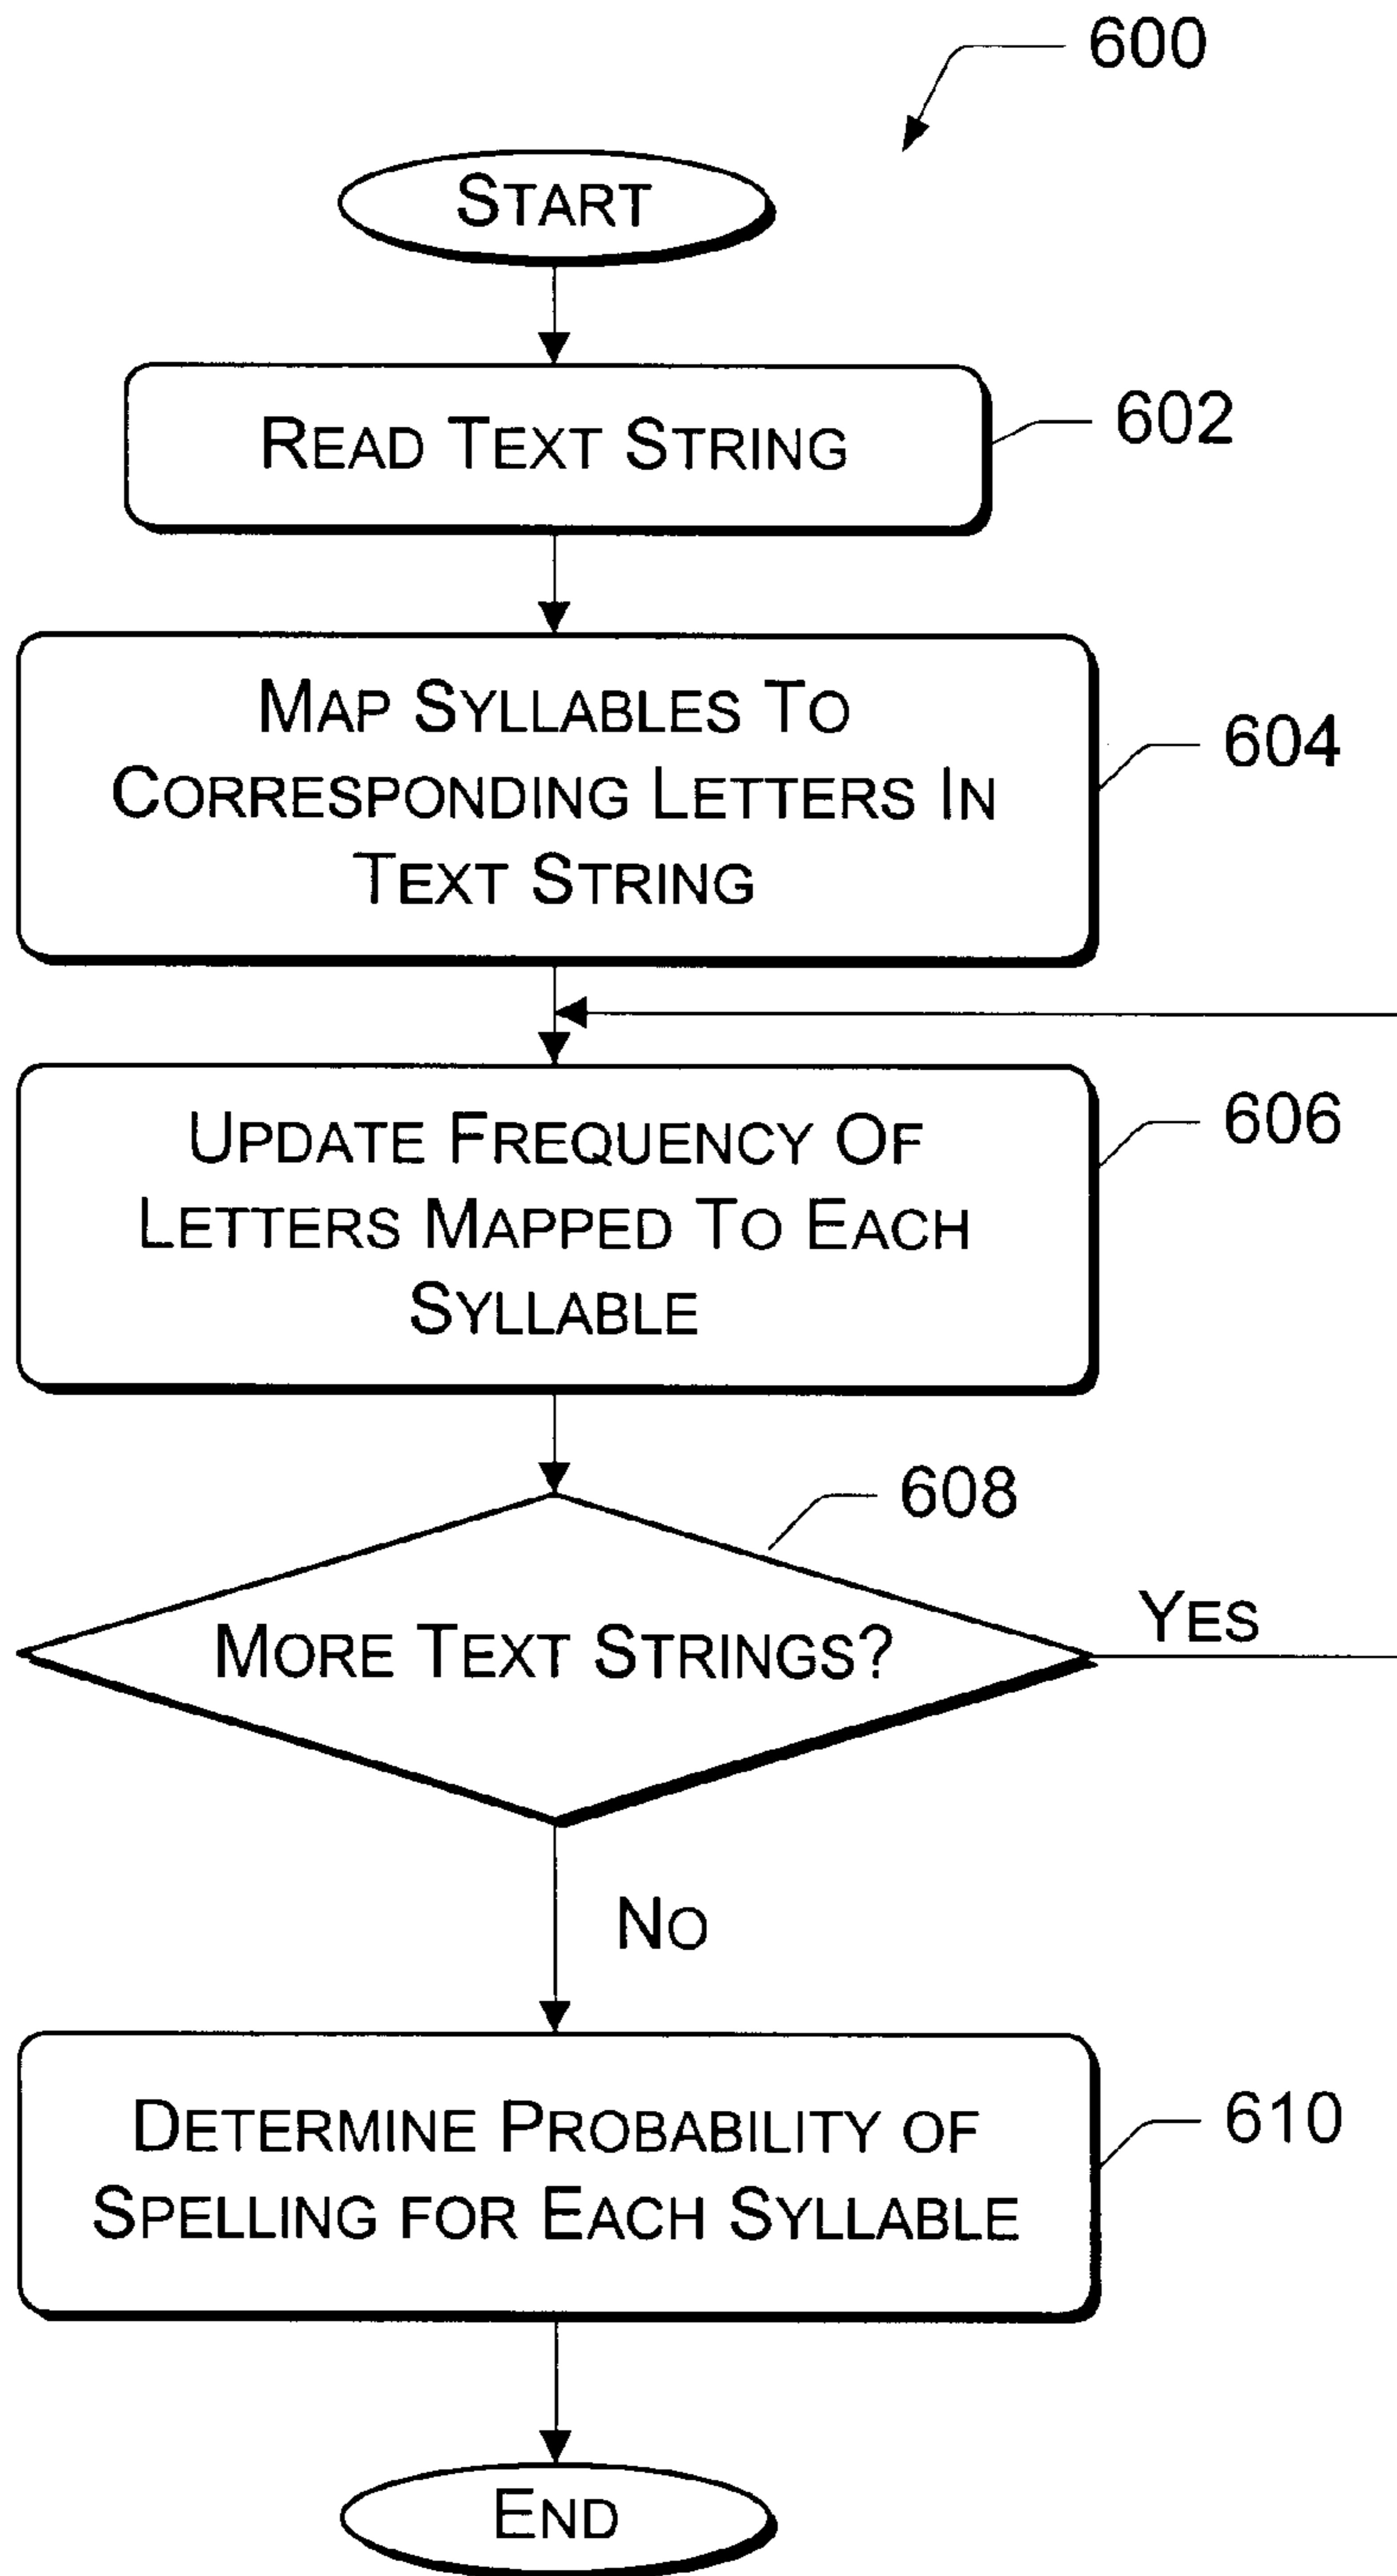 600
START
READ TEXT STRING
602
MAP SYLLABLES TO
CORRESPONDING LETTERS IN
TEXT STRING
604
UPDATE FREQUENCY OF
LETTERS MAPPED TO EACH
SYLLABLE
606
608
MORE TEXT STRINGS?
YES
NO
DETERMINE PROBABILITY OF
SPELLING FOR EACH SYLLABLE
610
END